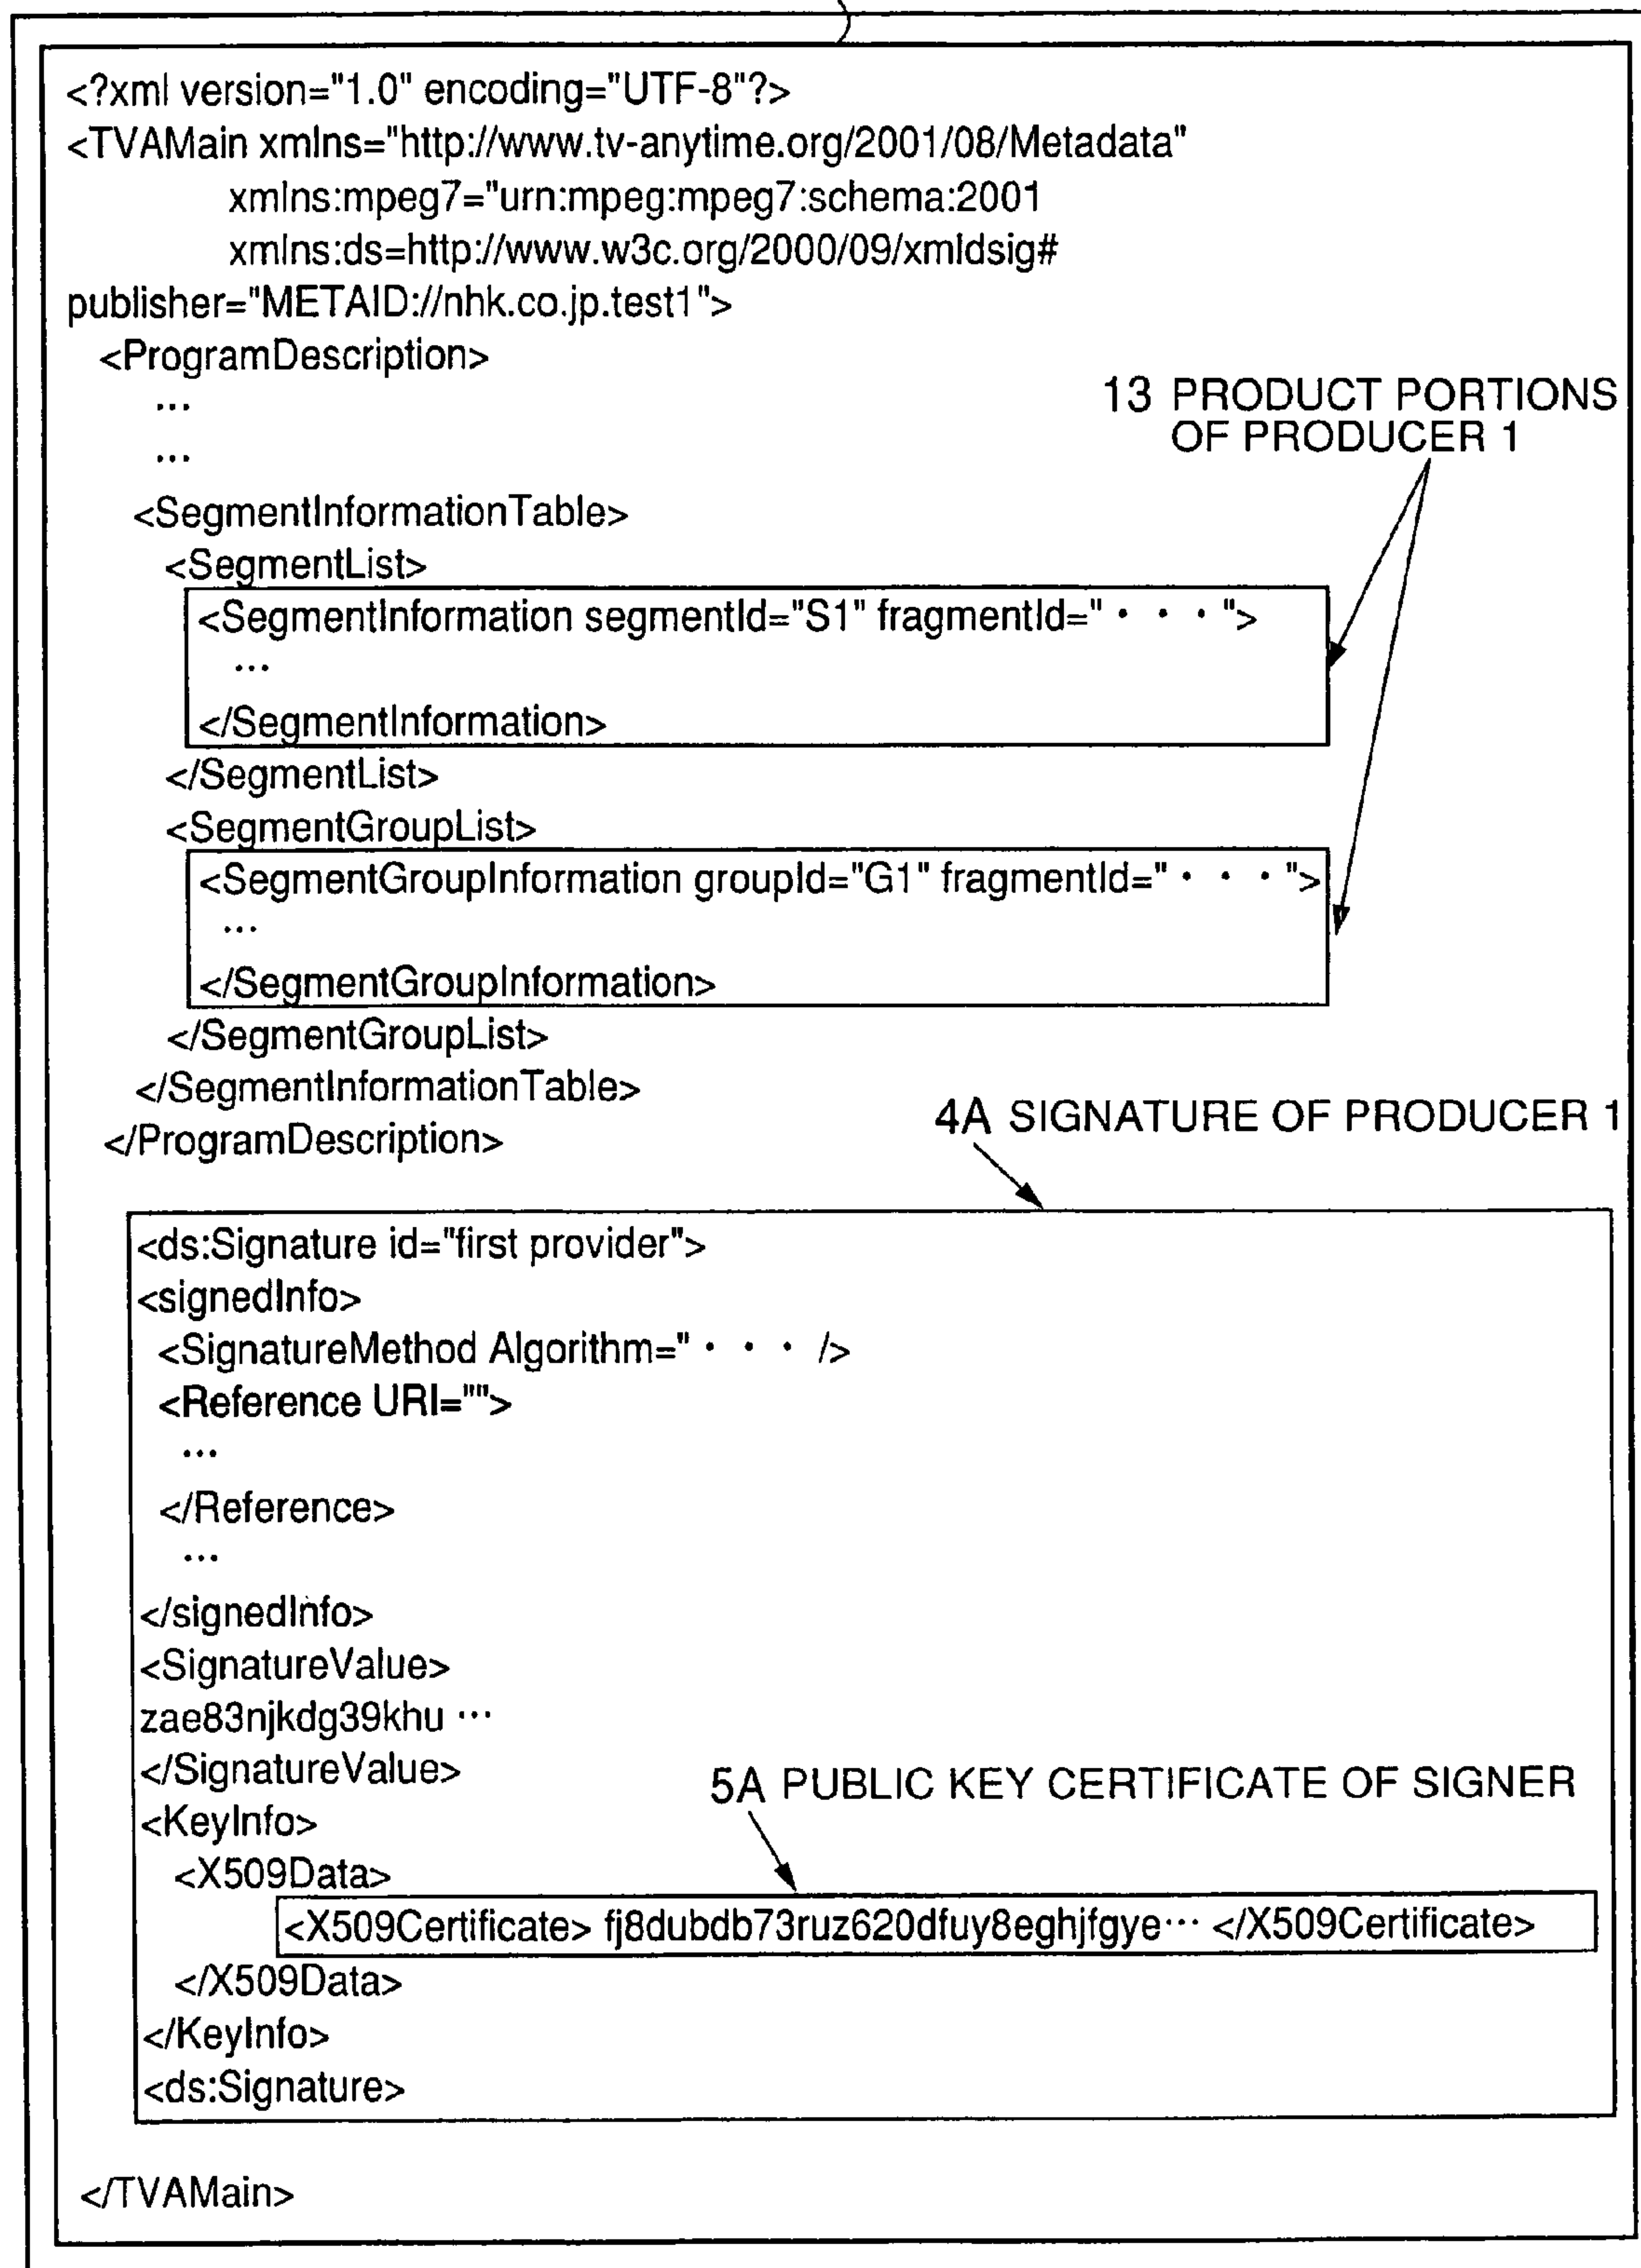 <?xml version="1.0" encoding="UTF-8"?>
<TVAMain xmlns="http://www.tv-anytime.org/2001/08/Metadata"
xmlns:mpeg7="urn:mpeg:mpeg7:schema:2001
xmlns:ds=http://www.w3c.org/2000/09/xmldsig#
publisher="METAID://nhk.co.jp.test1">
<ProgramDescription>
...
...
13 PRODUCT PORTIONS
OF PRODUCER 1
<SegmentInformationTable>
<SegmentList>
<SegmentInformation segmentId="S1" fragmentId="・・・">
...
</SegmentInformation>
</SegmentList>
<SegmentGroupList>
<SegmentGroupInformation groupId="G1" fragmentId="・・・">
...
</SegmentGroupInformation>
</SegmentGroupList>
</SegmentInformationTable>
4A SIGNATURE OF PRODUCER 1
</ProgramDescription>
<ds:Signature id="first provider">
<signedInfo>
<SignatureMethod Algorithm="・・・ />
<Reference URI="">
...
</Reference>
...
</signedInfo>
<SignatureValue>
zae83njkdg39khu ...
</SignatureValue>
5A PUBLIC KEY CERTIFICATE OF SIGNER
<KeyInfo>
<X509Data>
<X509Certificate> fj8dubdb73ruz620dfuy8eghjfgye... </X509Certificate>
</X509Data>
</KeyInfo>
<ds:Signature>
</TVAMain>